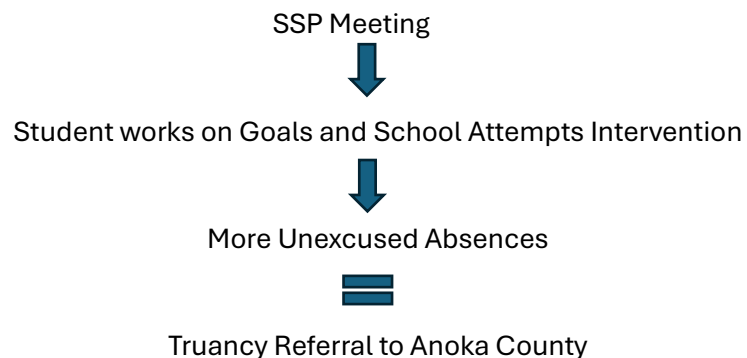 SSP Meeting
Student works on Goals and School Attempts Intervention
More Unexcused Absences
Truancy Referral to Anoka County